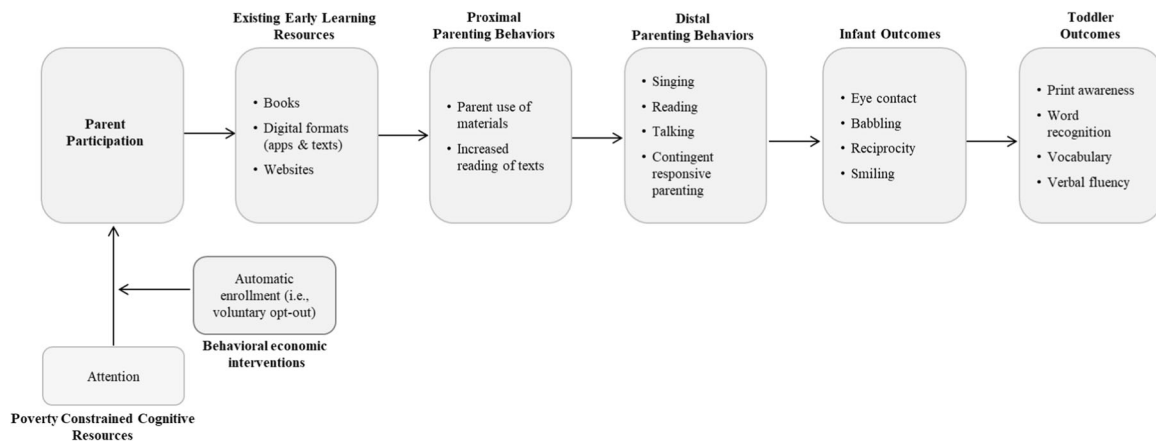 Existing Early Learning
Resources
Proximal
Parenting Behaviors
Distal
Parenting Behaviors
Infant Outcomes
Toddler
Outcomes
Parent
Participation
• Books
• Digital formats
(apps & texts)
• Websites
• Parent use of
materials
• Increased
reading of texts
• Singing
• Reading
• Talking
• Contingent
responsive
parenting
• Eye contact
• Babbling
• Reciprocity
• Smiling
• Print awareness
• Word
recognition
• Vocabulary
• Verbal fluency
Automatic
enrollment (i.e.,
voluntary opt-out)
Behavioral economic
interventions
Attention
Poverty Constrained Cognitive
Resources